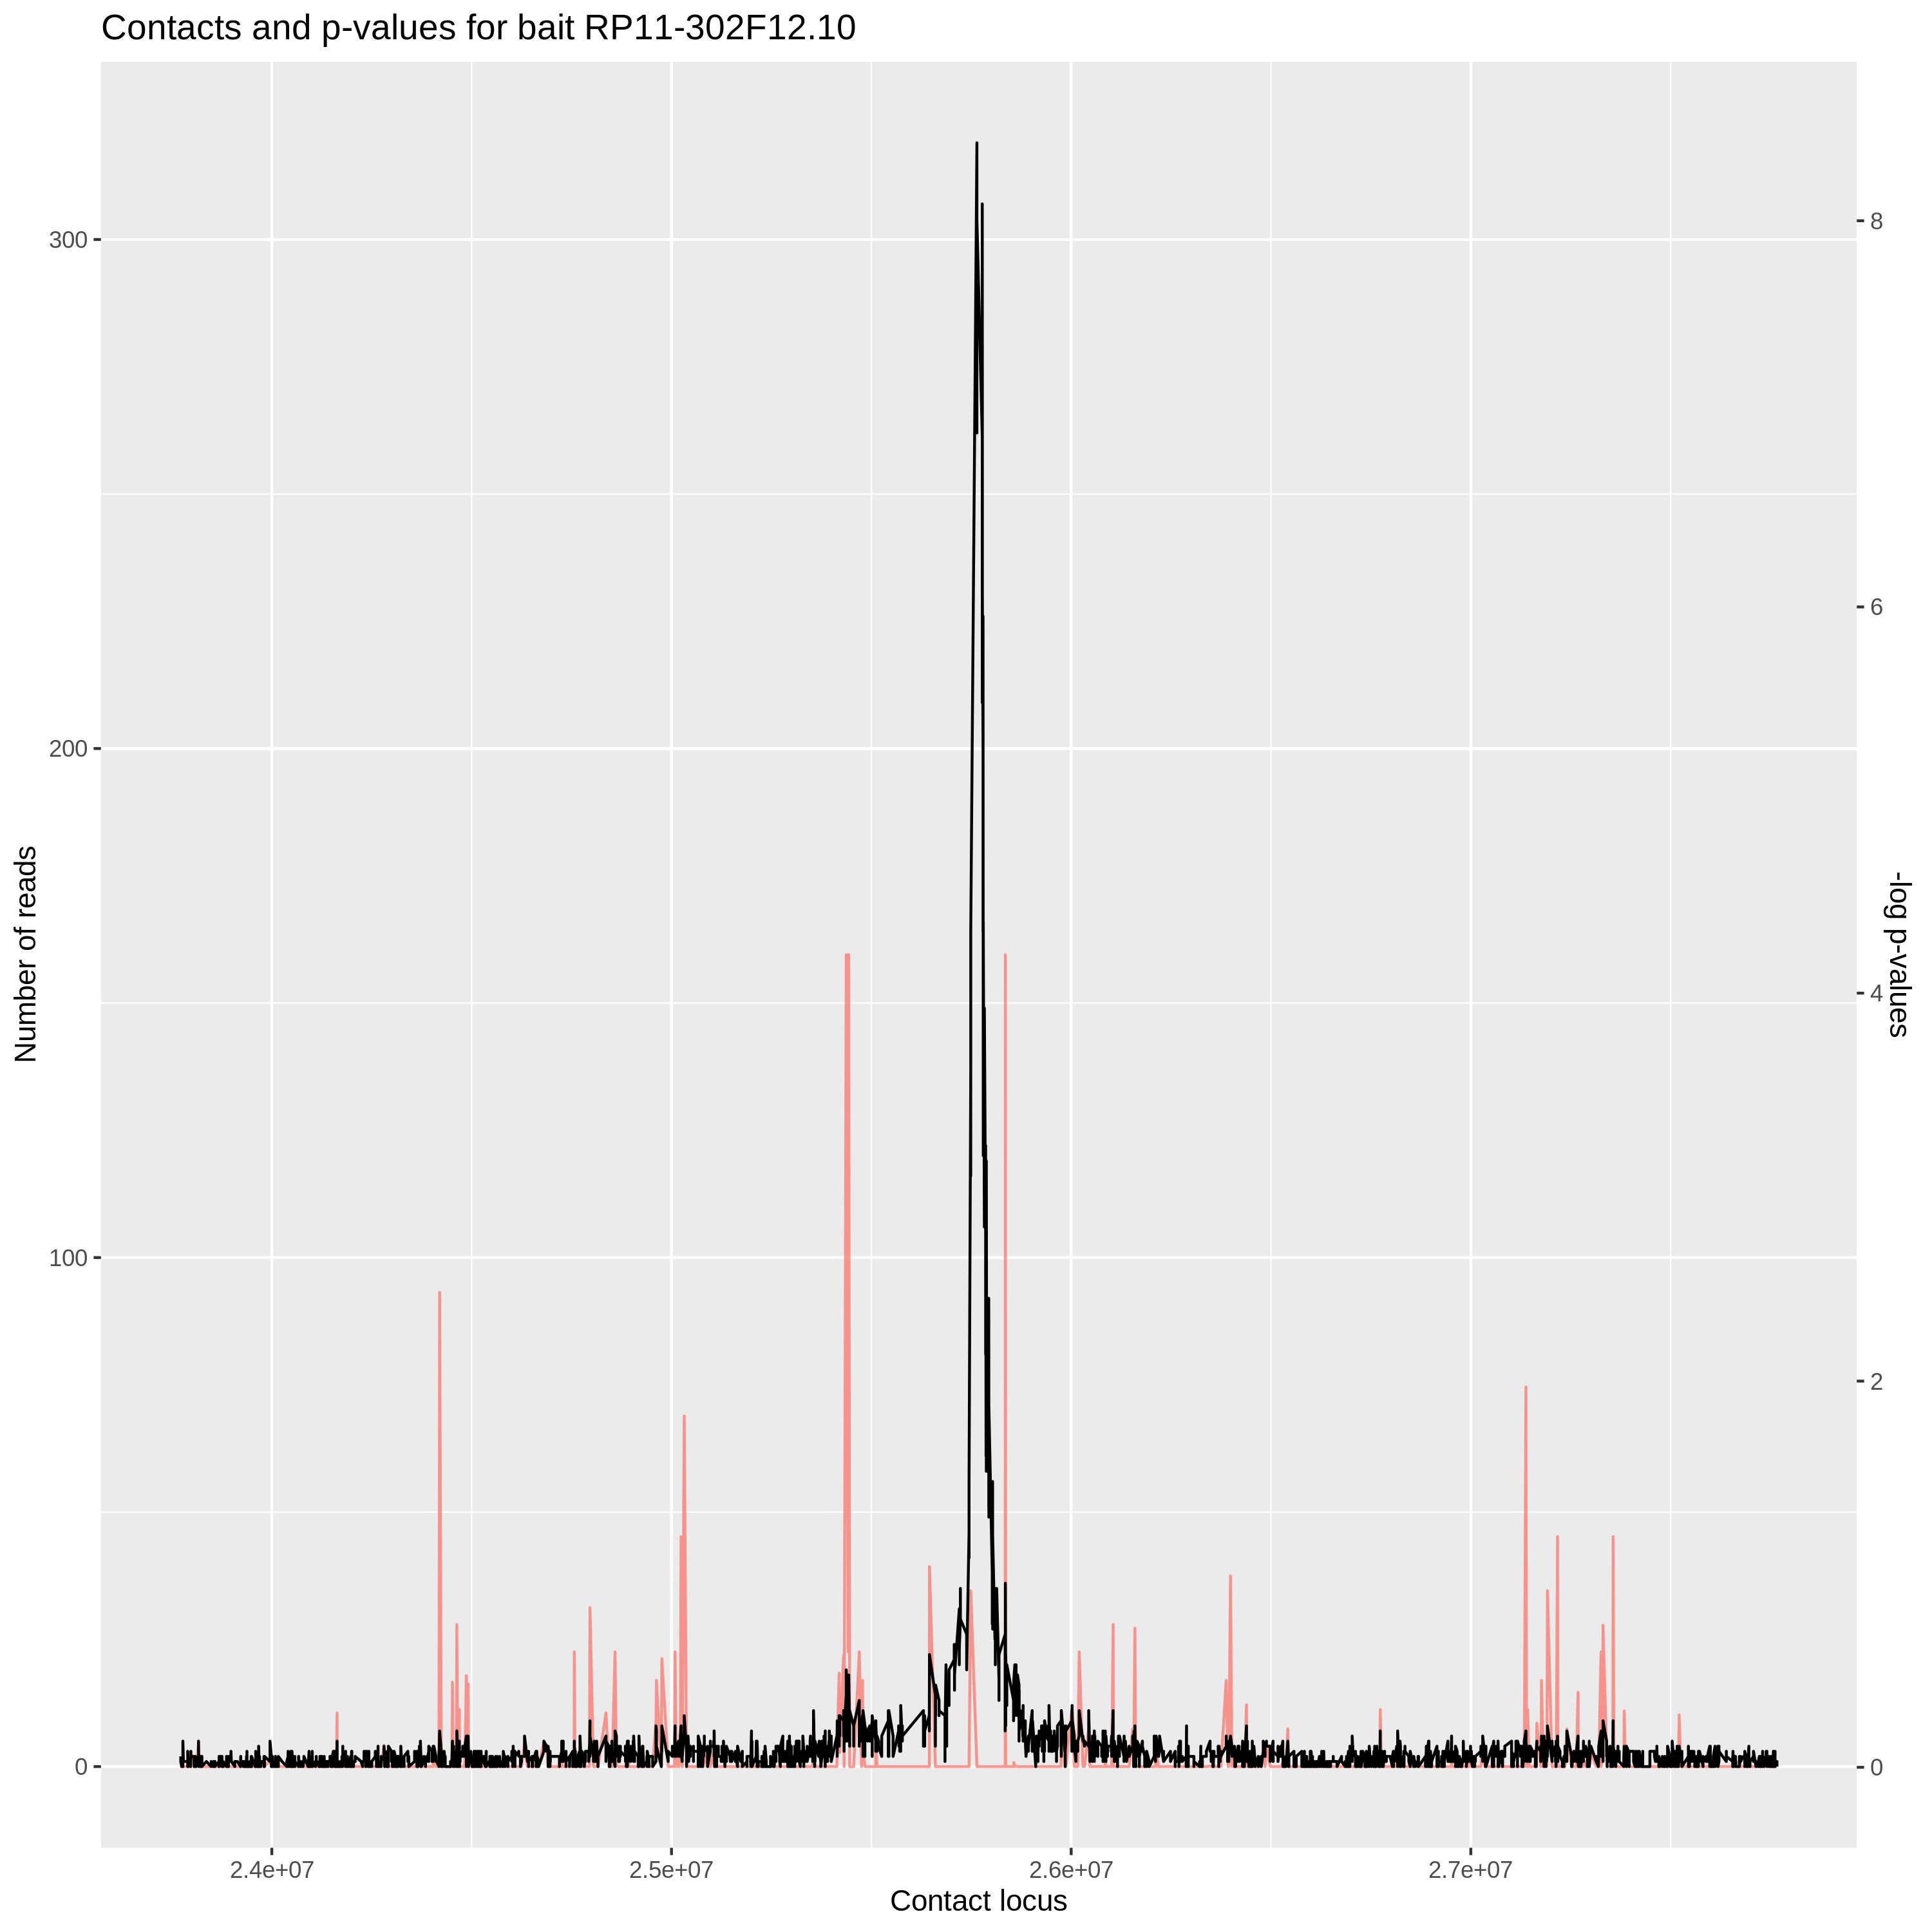 Contacts and p-values for bait RP11-302F12.10
Number of reads
300
200
100
0
8
6
4
2
0
-log p-values
2.4e+07
2.5e+07
2.6e+07
2.7e+07
Contact locus